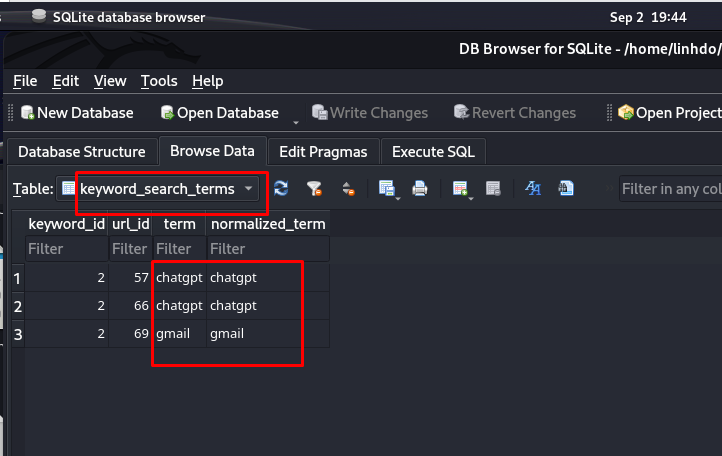 SQLite database browser Sep 2 19:44
DB Browser for SQLite - /home/linhdo/
File Edit View Tools Help
New Database Open Database Write Changes Revert Changes Open Project
Database Structure Browse Data Edit Pragmas Execute SQL
Table: keyword_search_terms Filter in any col
keyword_id url_id term normalized_term
Filter Filter Filter Filter
1 2 57 chatgpt chatgpt
2 2 66 chatgpt chatgpt
3 2 69 gmail gmail